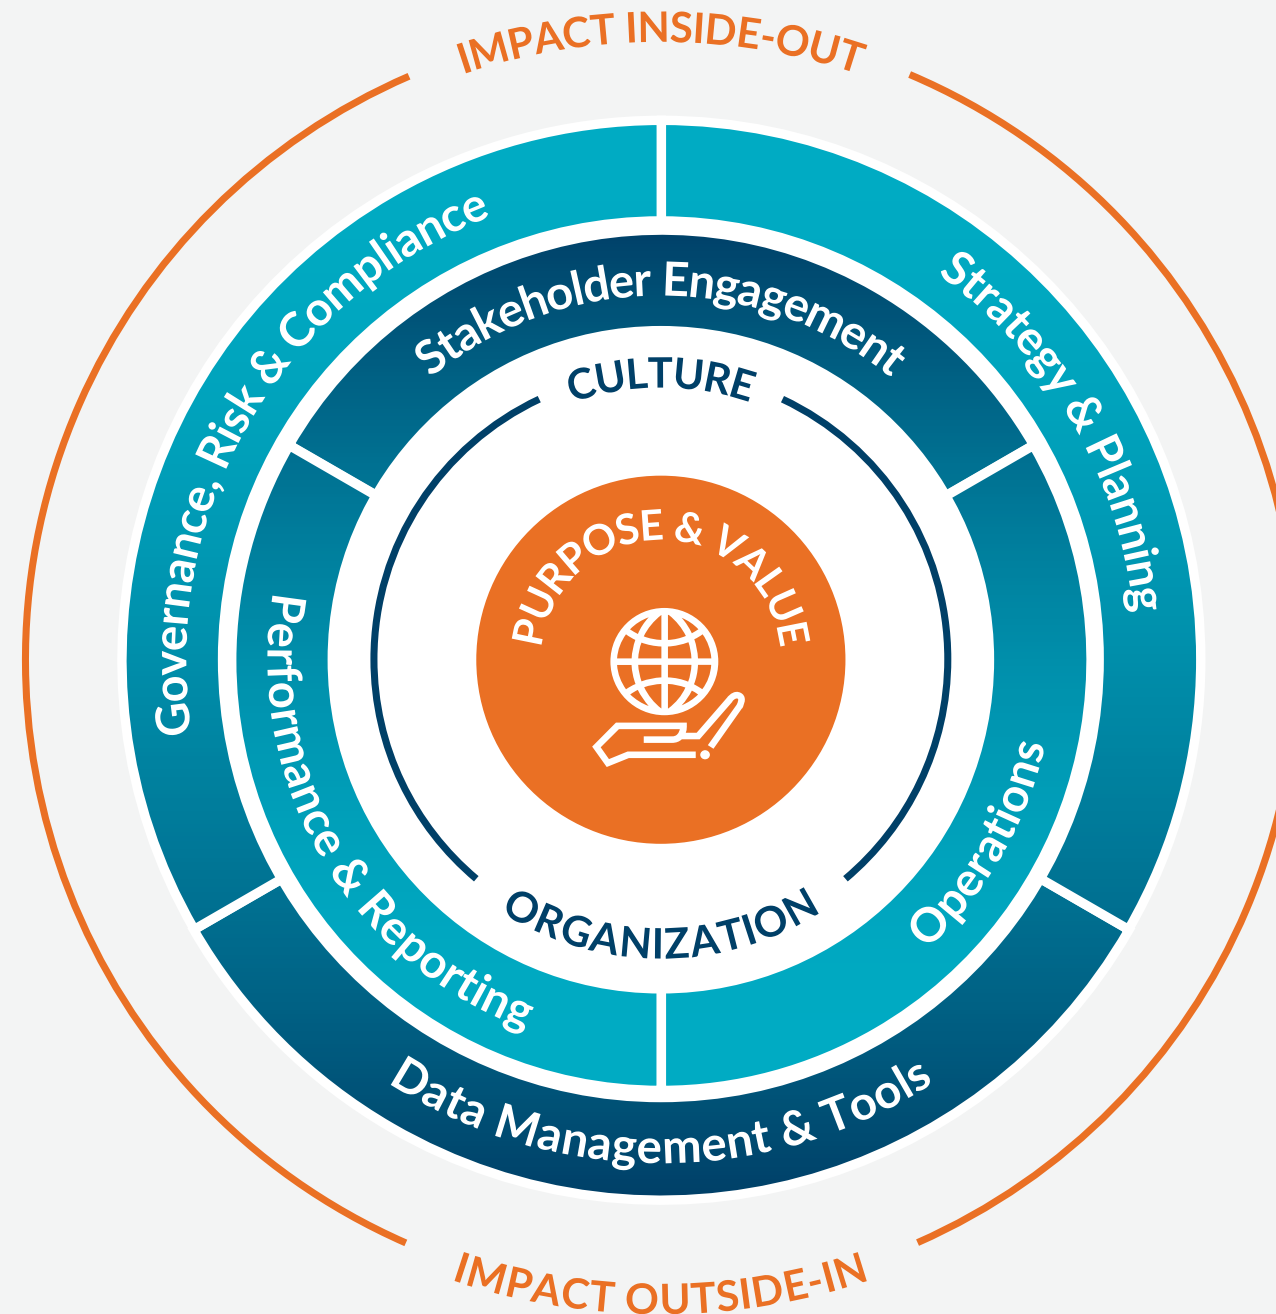 IMPACT INSIDE-OUT
Governance, Risk & Compliance
Strategy & Planning
Stakeholder Engagement
CULTURE
PURPOSE & VALUE
Performance & Reporting
Operations
ORGANIZATION
Data Management & Tools
IMPACT OUTSIDE-IN